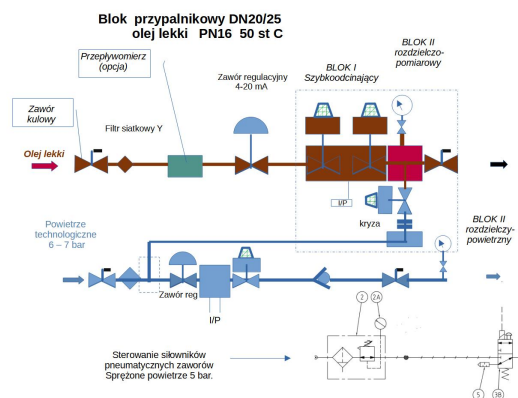 Blok przypalnikowy DN20/25
olej lekki PN16 50 st C
Przepływomierz
(opcja)
Zawór regulacyjny
4-20 mA
BLOK I
Szybkoodcinający
BLOK II
rozdzielczo-
pomiarowy
Zawór
kulowy
Filtr siatkowy Y
Olej lekki
I/P
kryza
BLOK II
rozdzielczy-
powietrzny
Powietrze
technologiczne
6 – 7 bar
Zawór reg
I/P
Sterowanie siłowników
pneumatycznych zaworów
Sprężone powietrze 5 bar.
2
2A
5
3B